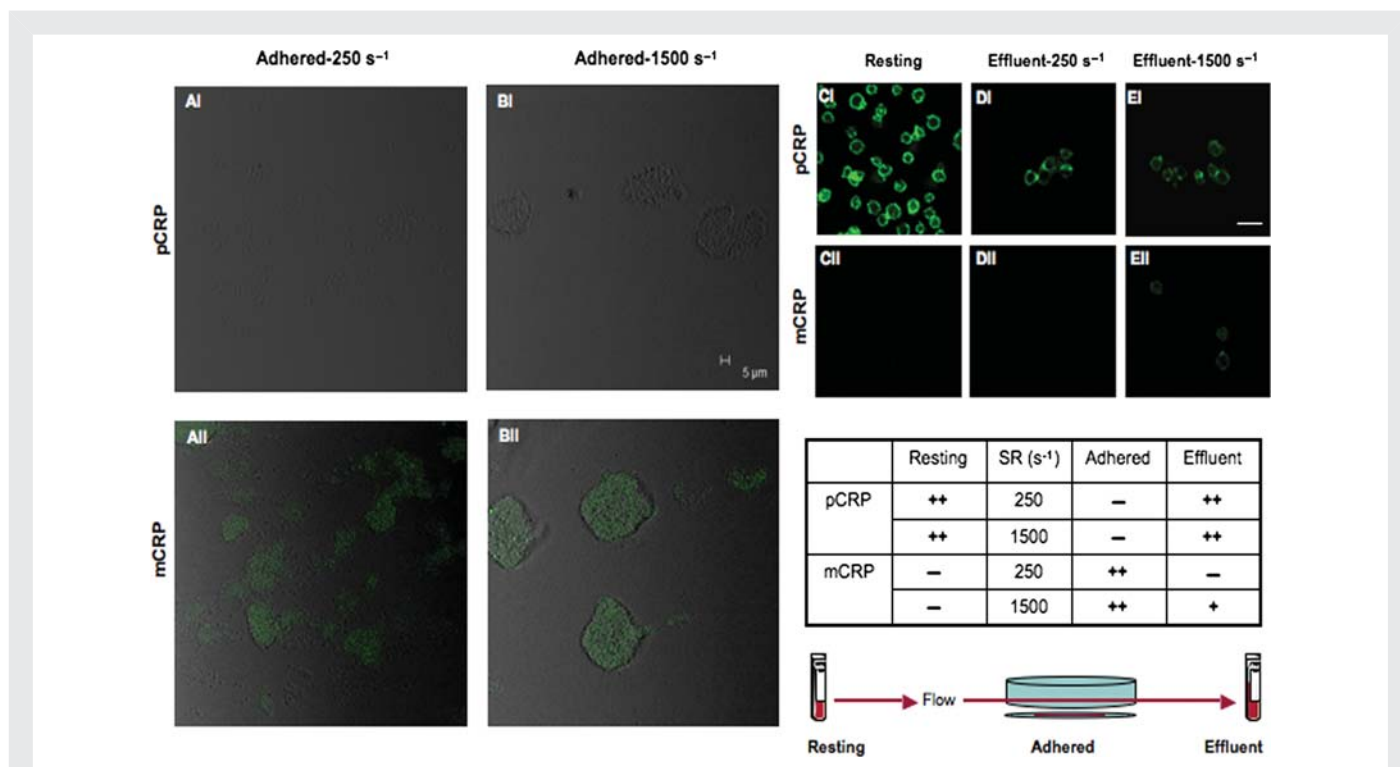 Adhered-250 s⁻¹
Adhered-1500 s⁻¹
Resting
Effluent-250 s⁻¹
Effluent-1500 s⁻¹
pCRP
AI
BI
5 µm
pCRP
CI
DI
EI
mCRP
CII
DII
EII
mCRP
AII
BII
Resting SR (s⁻¹) Adhered Effluent
pCRP ++ 250 – ++
++ 1500 – ++
mCRP – 250 ++ –
– 1500 ++ +
Flow
Resting Adhered Effluent